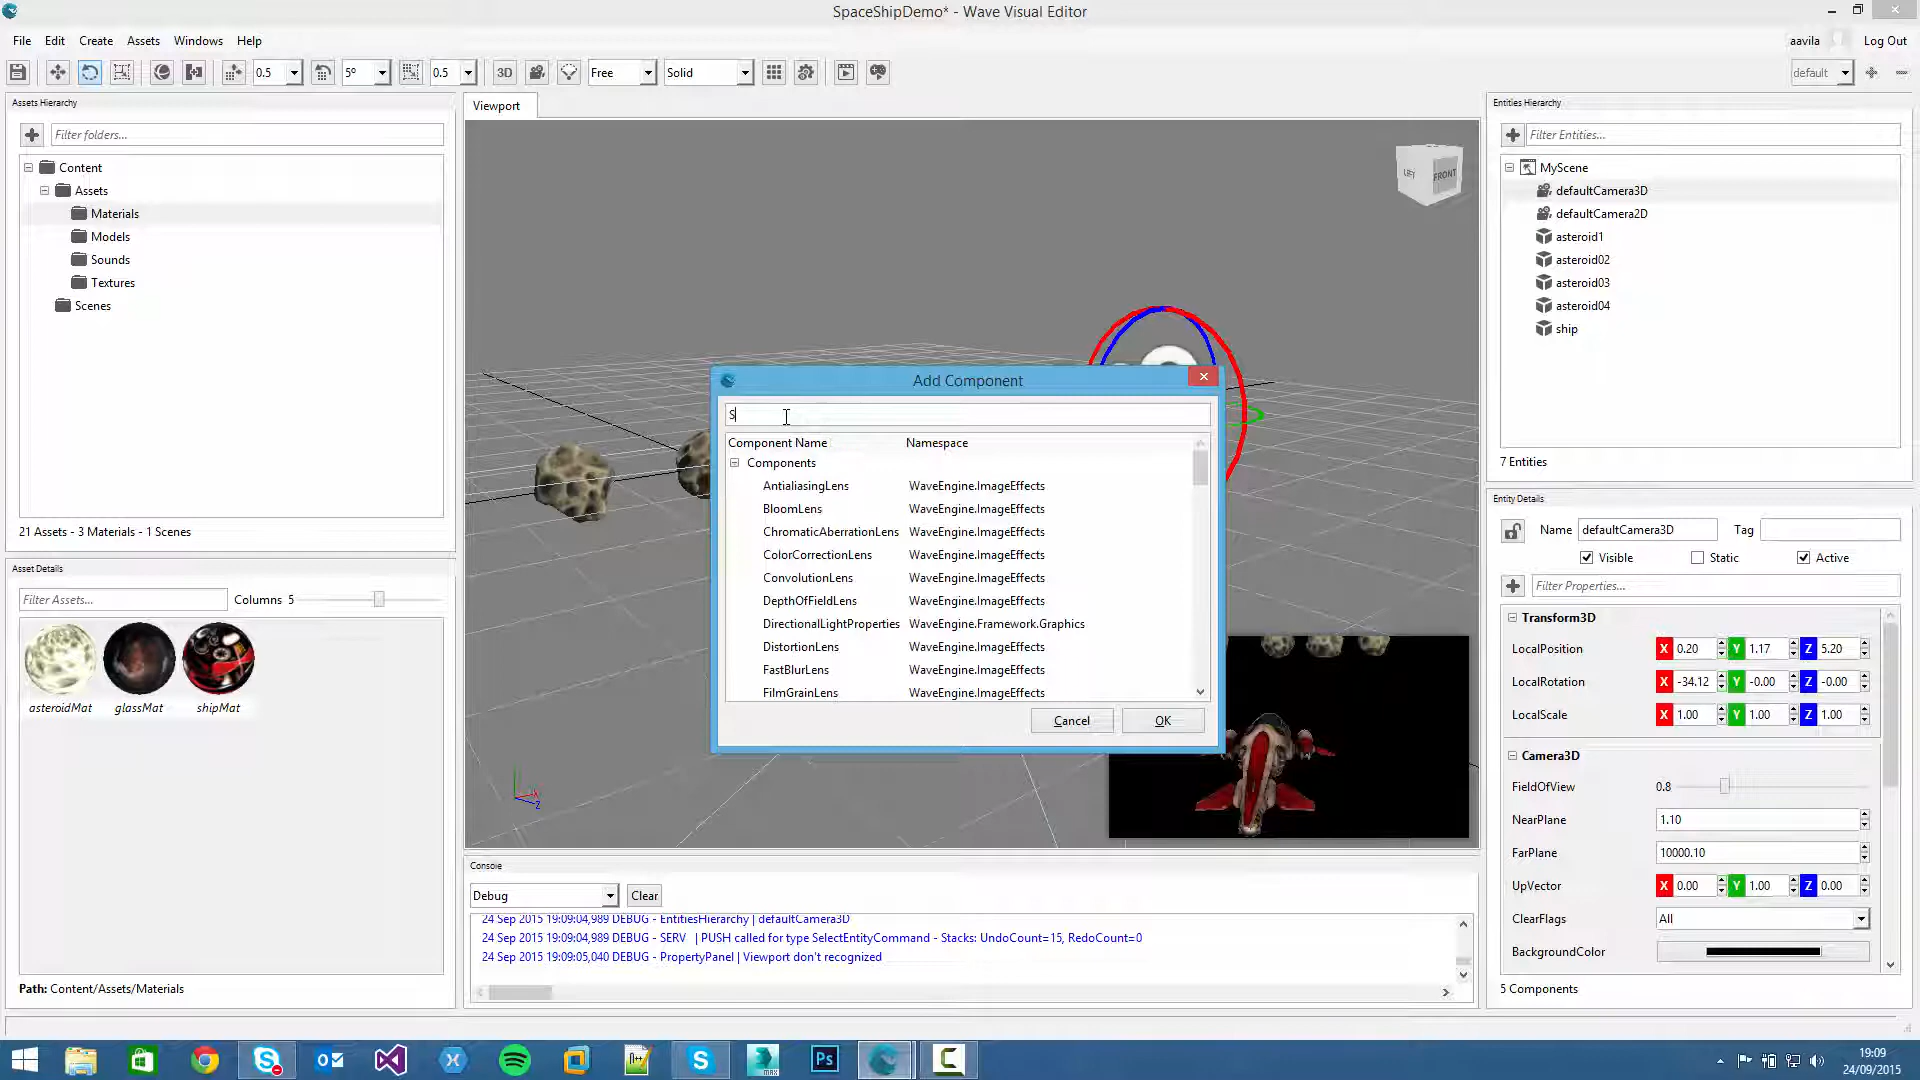 SpaceShipDemo* - Wave Visual Editor
File Edit Create Assets Windows Help
aavila Log Out
0.5 5º 0.5 3D Free Solid default
Assets Hierarchy
Filter folders...
Content
Assets
Materials
Models
Sounds
Textures
Scenes
21 Assets - 3 Materials - 1 Scenes
Asset Details
Filter Assets... Columns 5
asteroidMat glassMat shipMat
Path: Content/Assets/Materials
Viewport
LEFT FRONT
Add Component
S
Component Name Namespace
Components
AntialiasingLens WaveEngine.ImageEffects
BloomLens WaveEngine.ImageEffects
ChromaticAberrationLens WaveEngine.ImageEffects
ColorCorrectionLens WaveEngine.ImageEffects
ConvolutionLens WaveEngine.ImageEffects
DepthOfFieldLens WaveEngine.ImageEffects
DirectionalLightProperties WaveEngine.Framework.Graphics
DistortionLens WaveEngine.ImageEffects
FastBlurLens WaveEngine.ImageEffects
FilmGrainLens WaveEngine.ImageEffects
Cancel OK
X
Z
Console
Debug Clear
24 Sep 2015 19:09:04,989 DEBUG - EntitiesHierarchy | defaultCamera3D
24 Sep 2015 19:09:04,989 DEBUG - SERV | PUSH called for type SelectEntityCommand - Stacks: UndoCount=15, RedoCount=0
24 Sep 2015 19:09:05,040 DEBUG - PropertyPanel | Viewport don't recognized
Entities Hierarchy
Filter Entities...
MyScene
defaultCamera3D
defaultCamera2D
asteroid1
asteroid02
asteroid03
asteroid04
ship
7 Entities
Entity Details
Name defaultCamera3D Tag
Visible Static Active
Filter Properties...
Transform3D
LocalPosition X 0.20 Y 1.17 Z 5.20
LocalRotation X -34.12 Y -0.00 Z -0.00
LocalScale X 1.00 Y 1.00 Z 1.00
Camera3D
FieldOfView 0.8
NearPlane 1.10
FarPlane 10000.10
UpVector X 0.00 Y 1.00 Z 0.00
ClearFlags All
BackgroundColor
5 Components
Ps
19:09
24/09/2015